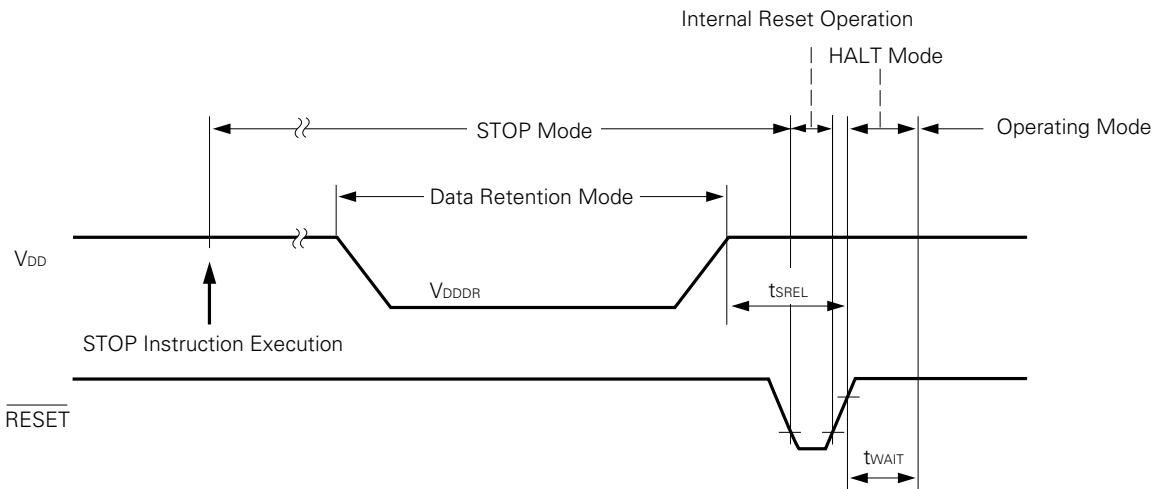 Internal Reset Operation
HALT Mode
STOP Mode
Operating Mode
Data Retention Mode
VDD
VDDDR
tSREL
STOP Instruction Execution
RESET
tWAIT